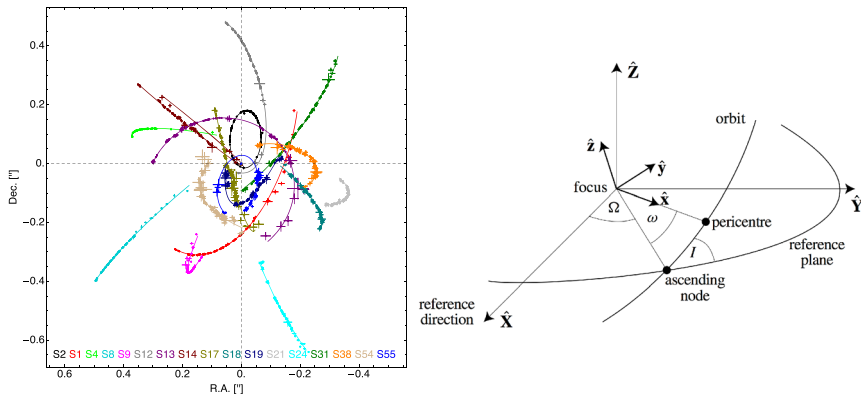 0.4
0.2
0.
−0.2
−0.4
−0.6
Dec. ["]
S2 S1 S4 S8 S9 S12 S13 S14 S17 S18 S19 S21 S24 S31 S38 S54 S55
0.6 0.4 0.2 0. −0.2 −0.4
R.A. ["]
Ẑ
orbit
ẑ
ŷ
focus
x̂
Ω
ω
Ŷ
pericentre
I
reference
plane
ascending
node
reference
direction
X̂